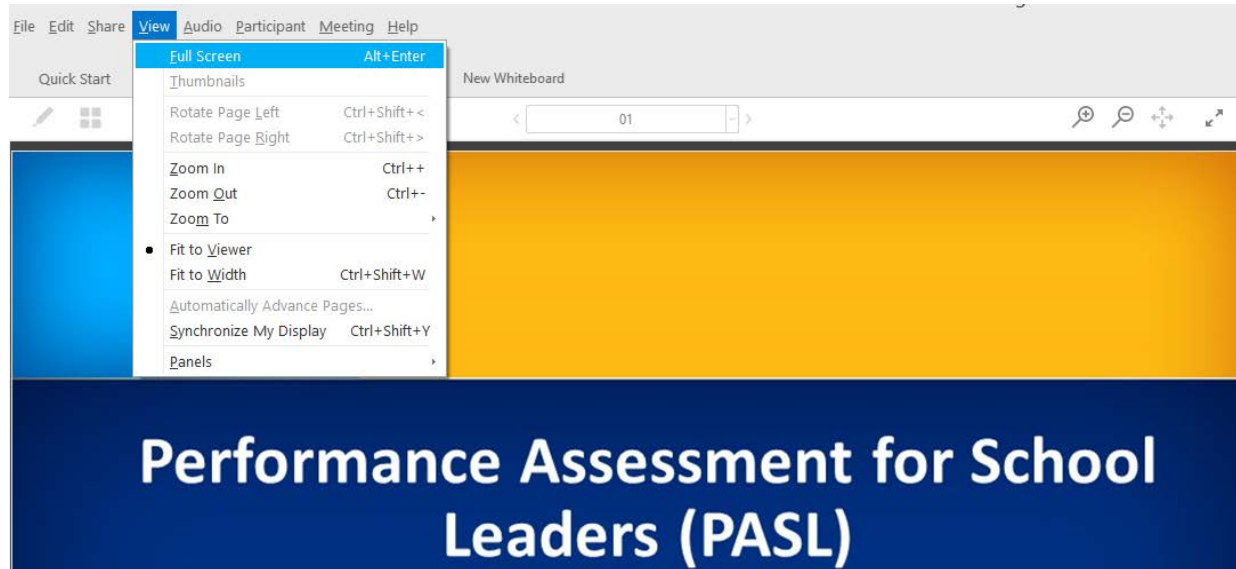 File Edit Share View Audio Participant Meeting Help
Full Screen Alt+Enter
Quick Start
Thumbnails
New Whiteboard
Rotate Page Left Ctrl+Shift+<
01
Rotate Page Right Ctrl+Shift+>
Zoom In Ctrl++
Zoom Out Ctrl+-
Zoom To
Fit to Viewer
Fit to Width Ctrl+Shift+W
Automatically Advance Pages...
Synchronize My Display Ctrl+Shift+Y
Panels
Performance Assessment for School
Leaders (PASL)